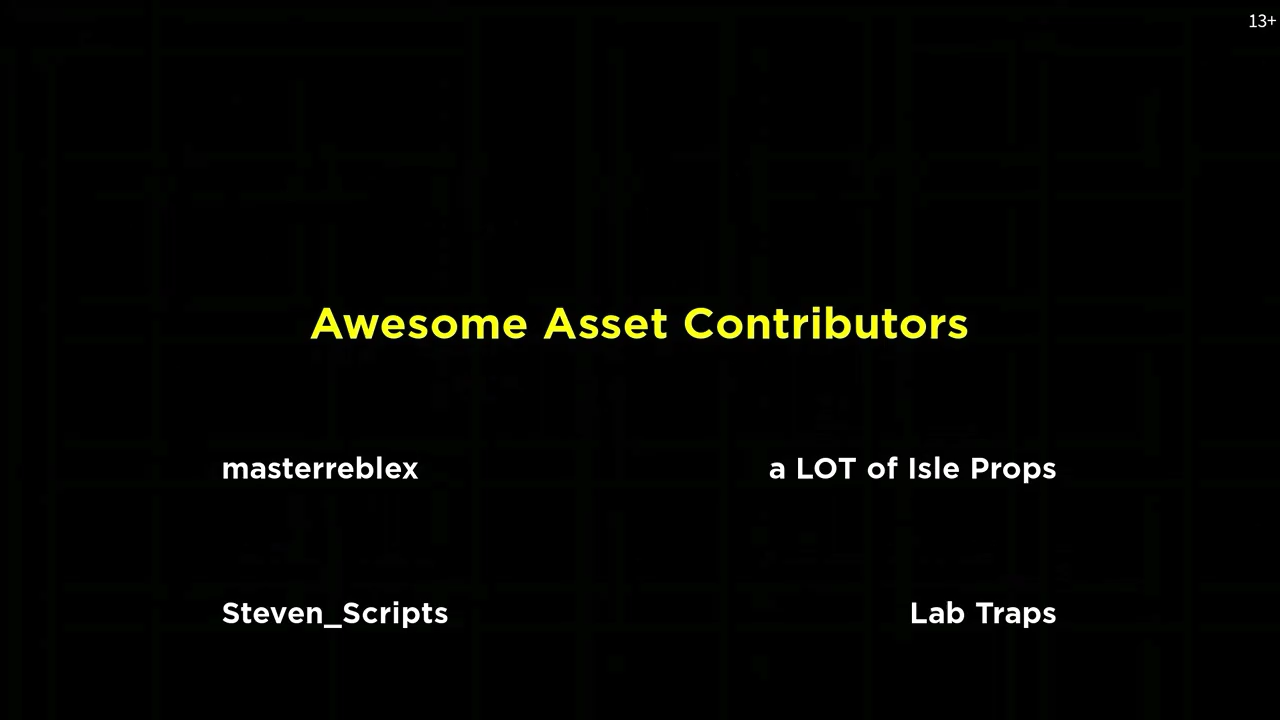 13+
Awesome Asset Contributors
masterreblex a LOT of Isle Props
Steven_Scripts Lab Traps